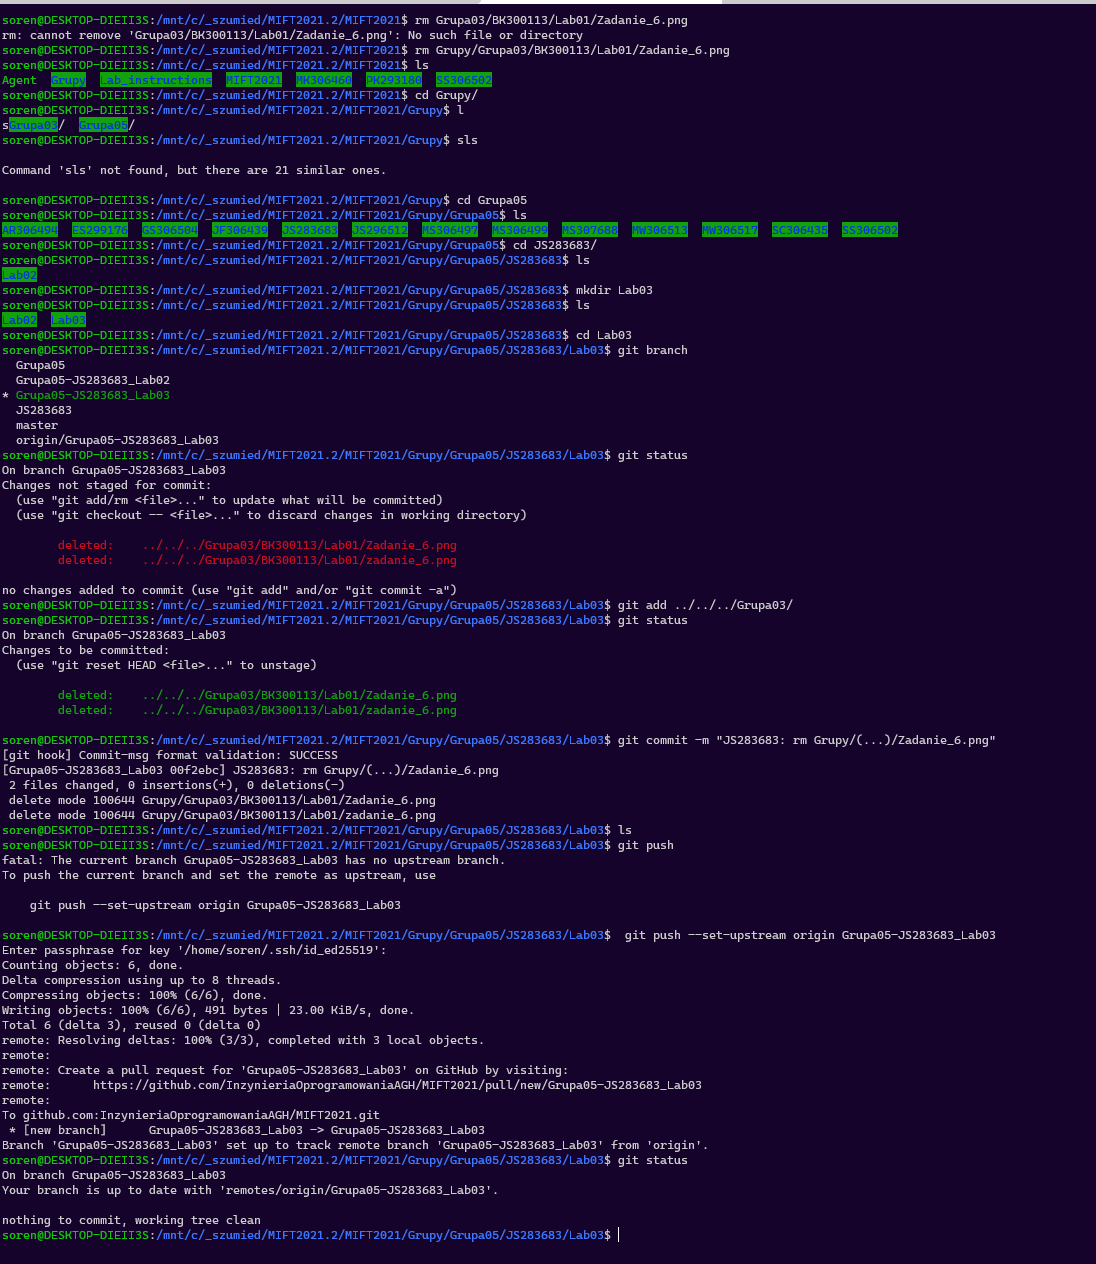 soren@DESKTOP-DIEII3S:/mnt/c/_szumied/MIFT2021.2/MIFT2021$ rm Grupa03/BK300113/Lab01/Zadanie_6.png
rm: cannot remove 'Grupa03/BK300113/Lab01/Zadanie_6.png': No such file or directory
soren@DESKTOP-DIEII3S:/mnt/c/_szumied/MIFT2021.2/MIFT2021$ rm Grupy/Grupa03/BK300113/Lab01/Zadanie_6.png
soren@DESKTOP-DIEII3S:/mnt/c/_szumied/MIFT2021.2/MIFT2021$ ls
Agent  Grupy  Lab_instructions  MIFT2021  MK306460  PK293180  SS306502
soren@DESKTOP-DIEII3S:/mnt/c/_szumied/MIFT2021.2/MIFT2021$ cd Grupy/
soren@DESKTOP-DIEII3S:/mnt/c/_szumied/MIFT2021.2/MIFT2021/Grupy$ l
sGrupa03/  Grupa05/
soren@DESKTOP-DIEII3S:/mnt/c/_szumied/MIFT2021.2/MIFT2021/Grupy$ sls

Command 'sls' not found, but there are 21 similar ones.

soren@DESKTOP-DIEII3S:/mnt/c/_szumied/MIFT2021.2/MIFT2021/Grupy$ cd Grupa05
soren@DESKTOP-DIEII3S:/mnt/c/_szumied/MIFT2021.2/MIFT2021/Grupy/Grupa05$ ls
AR306494  ES299176  GS306504  JF306439  JS283683  JS296512  MS306497  MS306499  MS307688  MW306513  MW306517  SC306435  SS306502
soren@DESKTOP-DIEII3S:/mnt/c/_szumied/MIFT2021.2/MIFT2021/Grupy/Grupa05$ cd JS283683/
soren@DESKTOP-DIEII3S:/mnt/c/_szumied/MIFT2021.2/MIFT2021/Grupy/Grupa05/JS283683$ ls
Lab02
soren@DESKTOP-DIEII3S:/mnt/c/_szumied/MIFT2021.2/MIFT2021/Grupy/Grupa05/JS283683$ mkdir Lab03
soren@DESKTOP-DIEII3S:/mnt/c/_szumied/MIFT2021.2/MIFT2021/Grupy/Grupa05/JS283683$ ls
Lab02  Lab03
soren@DESKTOP-DIEII3S:/mnt/c/_szumied/MIFT2021.2/MIFT2021/Grupy/Grupa05/JS283683$ cd Lab03
soren@DESKTOP-DIEII3S:/mnt/c/_szumied/MIFT2021.2/MIFT2021/Grupy/Grupa05/JS283683/Lab03$ git branch
  Grupa05
  Grupa05-JS283683_Lab02
* Grupa05-JS283683_Lab03
  JS283683
  master
  origin/Grupa05-JS283683_Lab03
soren@DESKTOP-DIEII3S:/mnt/c/_szumied/MIFT2021.2/MIFT2021/Grupy/Grupa05/JS283683/Lab03$ git status
On branch Grupa05-JS283683_Lab03
Changes not staged for commit:
  (use "git add/rm <file>..." to update what will be committed)
  (use "git checkout -- <file>..." to discard changes in working directory)

        deleted:    ../../../Grupa03/BK300113/Lab01/Zadanie_6.png
        deleted:    ../../../Grupa03/BK300113/Lab01/zadanie_6.png

no changes added to commit (use "git add" and/or "git commit -a")
soren@DESKTOP-DIEII3S:/mnt/c/_szumied/MIFT2021.2/MIFT2021/Grupy/Grupa05/JS283683/Lab03$ git add ../../../Grupa03/
soren@DESKTOP-DIEII3S:/mnt/c/_szumied/MIFT2021.2/MIFT2021/Grupy/Grupa05/JS283683/Lab03$ git status
On branch Grupa05-JS283683_Lab03
Changes to be committed:
  (use "git reset HEAD <file>..." to unstage)

        deleted:    ../../../Grupa03/BK300113/Lab01/Zadanie_6.png
        deleted:    ../../../Grupa03/BK300113/Lab01/zadanie_6.png

soren@DESKTOP-DIEII3S:/mnt/c/_szumied/MIFT2021.2/MIFT2021/Grupy/Grupa05/JS283683/Lab03$ git commit -m "JS283683: rm Grupy/(...)/Zadanie_6.png"
[git hook] Commit-msg format validation: SUCCESS
[Grupa05-JS283683_Lab03 00f2ebc] JS283683: rm Grupy/(...)/Zadanie_6.png
 2 files changed, 0 insertions(+), 0 deletions(-)
 delete mode 100644 Grupy/Grupa03/BK300113/Lab01/Zadanie_6.png
 delete mode 100644 Grupy/Grupa03/BK300113/Lab01/zadanie_6.png
soren@DESKTOP-DIEII3S:/mnt/c/_szumied/MIFT2021.2/MIFT2021/Grupy/Grupa05/JS283683/Lab03$ ls
soren@DESKTOP-DIEII3S:/mnt/c/_szumied/MIFT2021.2/MIFT2021/Grupy/Grupa05/JS283683/Lab03$ git push
fatal: The current branch Grupa05-JS283683_Lab03 has no upstream branch.
To push the current branch and set the remote as upstream, use

    git push --set-upstream origin Grupa05-JS283683_Lab03

soren@DESKTOP-DIEII3S:/mnt/c/_szumied/MIFT2021.2/MIFT2021/Grupy/Grupa05/JS283683/Lab03$  git push --set-upstream origin Grupa05-JS283683_Lab03
Enter passphrase for key '/home/soren/.ssh/id_ed25519':
Counting objects: 6, done.
Delta compression using up to 8 threads.
Compressing objects: 100% (6/6), done.
Writing objects: 100% (6/6), 491 bytes | 23.00 KiB/s, done.
Total 6 (delta 3), reused 0 (delta 0)
remote: Resolving deltas: 100% (3/3), completed with 3 local objects.
remote:
remote: Create a pull request for 'Grupa05-JS283683_Lab03' on GitHub by visiting:
remote:      https://github.com/InzynieriaOprogramowaniaAGH/MIFT2021/pull/new/Grupa05-JS283683_Lab03
remote:
To github.com:InzynieriaOprogramowaniaAGH/MIFT2021.git
 * [new branch]      Grupa05-JS283683_Lab03 -> Grupa05-JS283683_Lab03
Branch 'Grupa05-JS283683_Lab03' set up to track remote branch 'Grupa05-JS283683_Lab03' from 'origin'.
soren@DESKTOP-DIEII3S:/mnt/c/_szumied/MIFT2021.2/MIFT2021/Grupy/Grupa05/JS283683/Lab03$ git status
On branch Grupa05-JS283683_Lab03
Your branch is up to date with 'remotes/origin/Grupa05-JS283683_Lab03'.

nothing to commit, working tree clean
soren@DESKTOP-DIEII3S:/mnt/c/_szumied/MIFT2021.2/MIFT2021/Grupy/Grupa05/JS283683/Lab03$